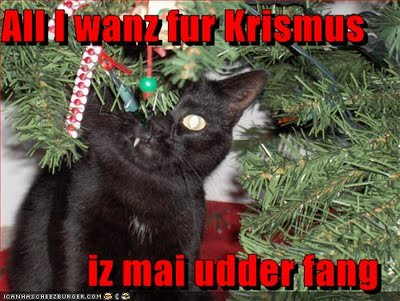 All I wanz fur Krismus
iz mai udder fang
ICANHASCHEEZBURGER.COM